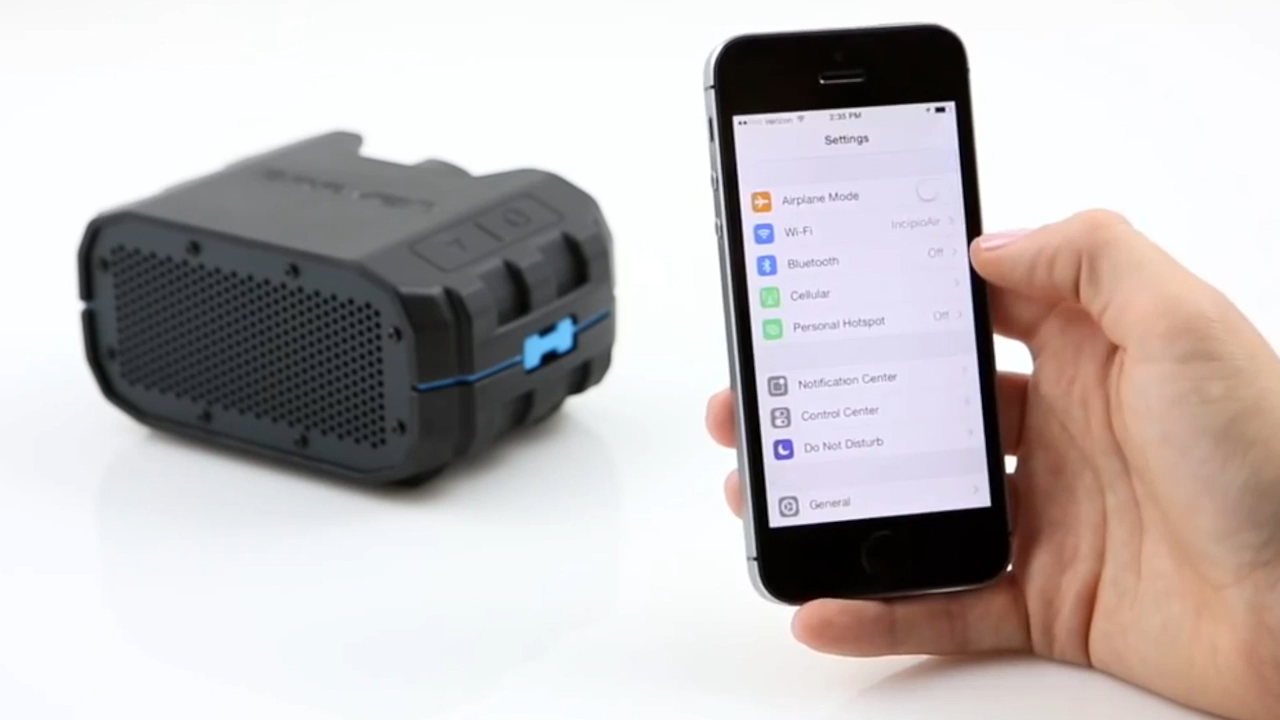 Verizon 2:35 PM
Settings
Airplane Mode
Wi-Fi IncipioAir
Bluetooth Off
Cellular
Personal Hotspot Off
Notification Center
Control Center
Do Not Disturb
General